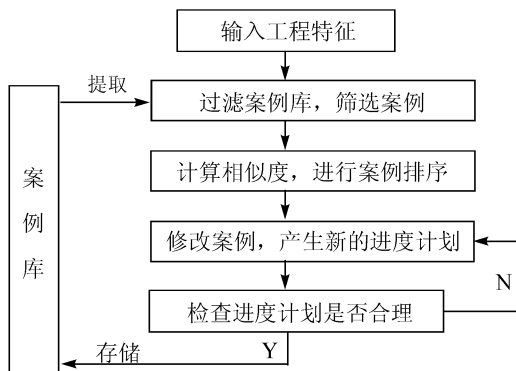 输入工程特征
提取
过滤案例库，筛选案例
计算相似度，进行案例排序
案
例
库
修改案例，产生新的进度计划
N
检查进度计划是否合理
存储
Y